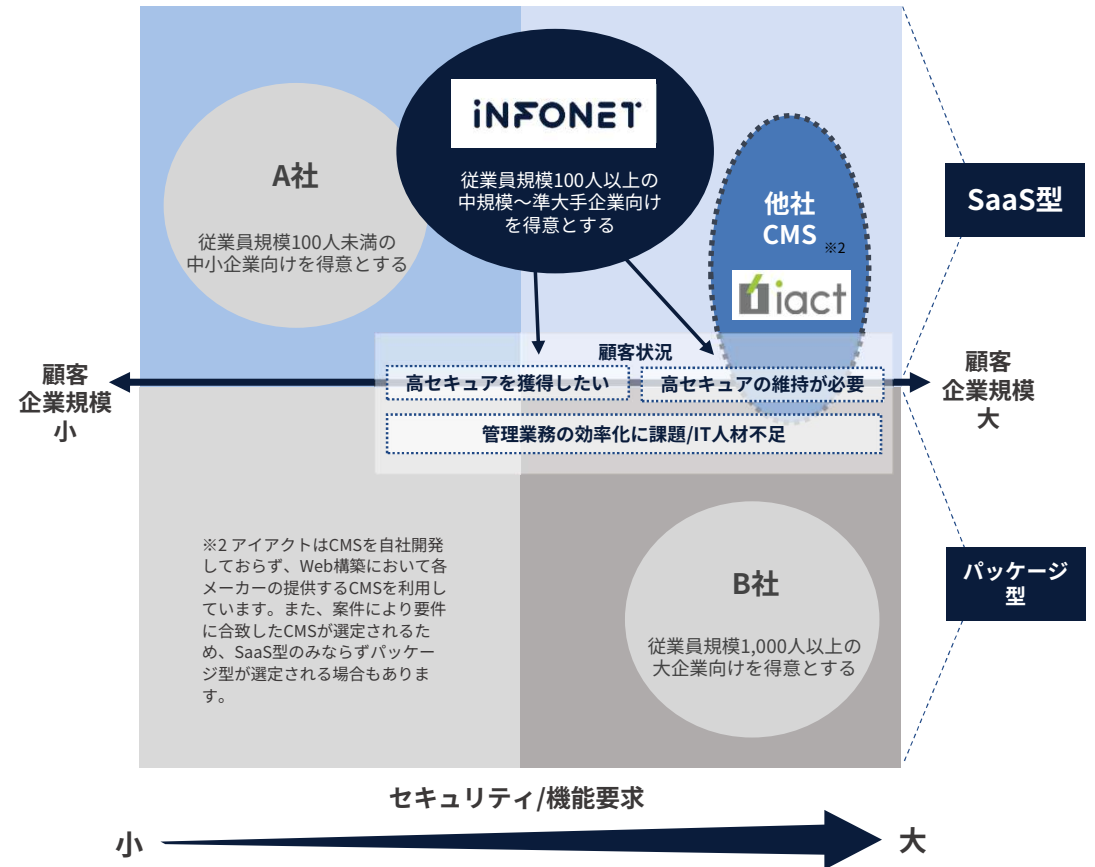 iNFONET
従業員規模100人以上の
中規模～準大手企業向け
を得意とする
A社
従業員規模100人未満の
中小企業向けを得意とする
他社
CMS ※2
iact
SaaS型
顧客状況
高セキュアを獲得したい
高セキュアの維持が必要
管理業務の効率化に課題/IT人材不足
顧客
企業規模
小
顧客
企業規模
大
※2 アイアクトはCMSを自社開発
しておらず、Web構築において各
メーカーの提供するCMSを利用し
ています。また、案件により要件
に合致したCMSが選定されるた
め、SaaS型のみならずパッケー
ジ型が選定される場合もありま
す。
B社
従業員規模1,000人以上の
大企業向けを得意とする
パッケージ
型
セキュリティ/機能要求
小
大